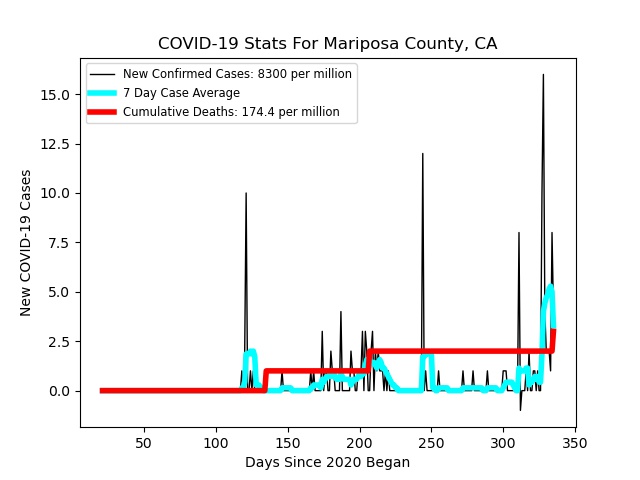 COVID-19 Stats For Mariposa County, CA
New Confirmed Cases: 8300 per million
7 Day Case Average
Cumulative Deaths: 174.4 per million
New COVID-19 Cases
15.0
12.5
10.0
7.5
5.0
2.5
0.0
50 100 150 200 250 300 350
Days Since 2020 Began